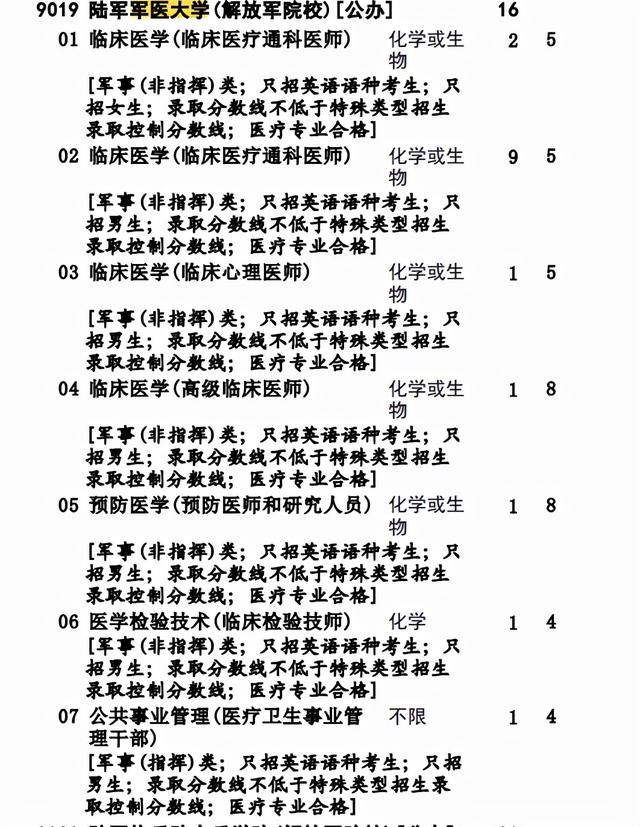 9019 陆军军医大学(解放军院校)[公办] 16
01 临床医学(临床医疗通科医师) 化学或生 2 5
物
[军事(非指挥)类; 只招英语语种考生; 只
招女生; 录取分数线不低于特殊类型招生
录取控制分数线; 医疗专业合格]
02 临床医学(临床医疗通科医师) 化学或生 9 5
物
[军事(非指挥)类; 只招英语语种考生; 只
招男生; 录取分数线不低于特殊类型招生
录取控制分数线; 医疗专业合格]
03 临床医学(临床心理医师) 化学或生 1 5
物
[军事(非指挥)类; 只招英语语种考生; 只
招男生; 录取分数线不低于特殊类型招生
录取控制分数线; 医疗专业合格]
04 临床医学(高级临床医师) 化学或生 1 8
物
[军事(非指挥)类; 只招英语语种考生; 只
招男生; 录取分数线不低于特殊类型招生
录取控制分数线; 医疗专业合格]
05 预防医学(预防医师和研究人员) 化学或生 1 8
物
[军事(非指挥)类; 只招英语语种考生; 只
招男生; 录取分数线不低于特殊类型招生
录取控制分数线; 医疗专业合格]
06 医学检验技术(临床检验技师) 化学 1 4
[军事(非指挥)类; 只招英语语种考生; 只
招男生; 录取分数线不低于特殊类型招生
录取控制分数线; 医疗专业合格]
07 公共事业管理(医疗卫生事业管 不限 1 4
理干部)
[军事(指挥)类; 只招英语语种考生; 只招
男生; 录取分数线不低于特殊类型招生录
取控制分数线; 医疗专业合格]